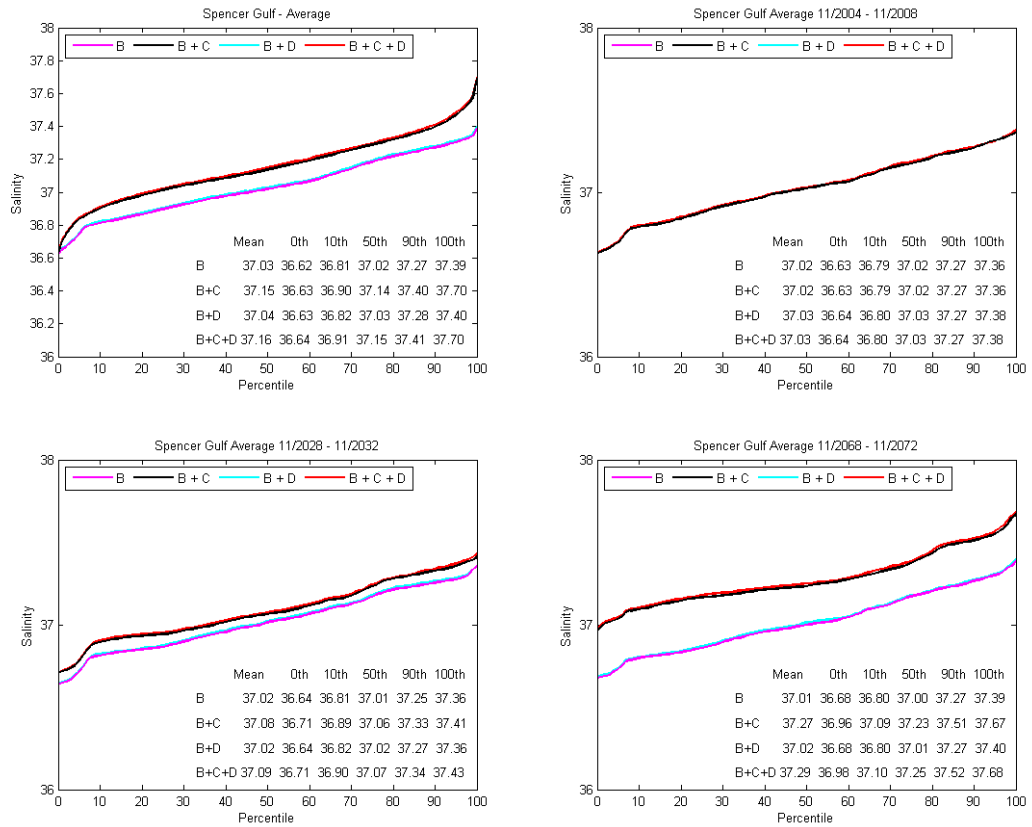 Spencer Gulf - Average
B B + C B + D B + C + D
38
37.8
37.6
37.4
37.2
37
36.8
36.6
36.4
36.2
36
Salinity
Mean 0th 10th 50th 90th 100th
B 37.03 36.62 36.81 37.02 37.27 37.39
B+C 37.15 36.63 36.90 37.14 37.40 37.70
B+D 37.04 36.63 36.82 37.03 37.28 37.40
B+C+D 37.16 36.64 36.91 37.15 37.41 37.70
0 10 20 30 40 50 60 70 80 90 100
Percentile
Spencer Gulf Average 11/2004 - 11/2008
B B + C B + D B + C + D
38
37
36
Salinity
Mean 0th 10th 50th 90th 100th
B 37.02 36.63 36.79 37.02 37.27 37.36
B+C 37.02 36.63 36.79 37.02 37.27 37.36
B+D 37.03 36.64 36.80 37.03 37.27 37.38
B+C+D 37.03 36.64 36.80 37.03 37.27 37.38
0 10 20 30 40 50 60 70 80 90 100
Percentile
Spencer Gulf Average 11/2028 - 11/2032
B B + C B + D B + C + D
38
37
36
Salinity
Mean 0th 10th 50th 90th 100th
B 37.02 36.64 36.81 37.01 37.25 37.36
B+C 37.08 36.71 36.89 37.06 37.33 37.41
B+D 37.02 36.64 36.82 37.02 37.27 37.36
B+C+D 37.09 36.71 36.90 37.07 37.34 37.43
0 10 20 30 40 50 60 70 80 90 100
Percentile
Spencer Gulf Average 11/2068 - 11/2072
B B + C B + D B + C + D
38
37
36
Salinity
Mean 0th 10th 50th 90th 100th
B 37.01 36.68 36.80 37.00 37.27 37.39
B+C 37.27 36.96 37.09 37.23 37.51 37.67
B+D 37.02 36.68 36.80 37.01 37.27 37.40
B+C+D 37.29 36.98 37.10 37.25 37.52 37.68
0 10 20 30 40 50 60 70 80 90 100
Percentile